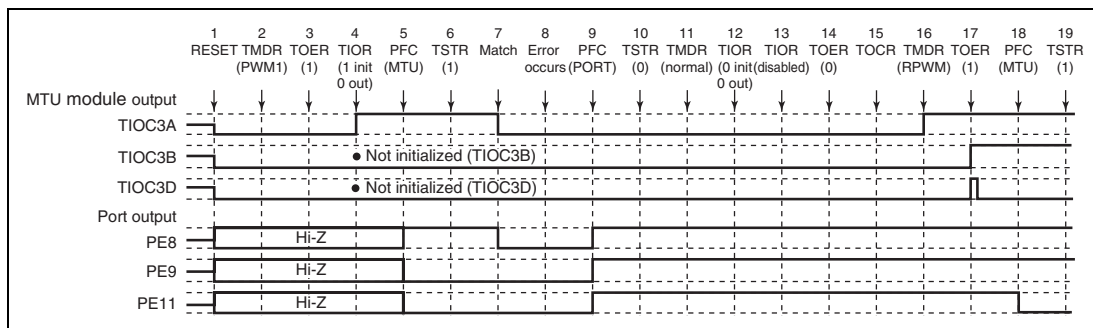 1 2 3 4 5 6 7 8 9 10 11 12 13 14 15 16 17 18 19
RESET TMDR TOER TIOR PFC TSTR Match Error PFC TSTR TMDR TIOR TIOR TOER TOCR TMDR TOER PFC TSTR
(PWM1) (1) (1 init (MTU) (1) occurs (PORT) (0) (normal) (0 init (disabled) (0) (RPWM) (1) (MTU) (1)
0 out) 0 out)
MTU module output
TIOC3A
TIOC3B • Not initialized (TIOC3B)
TIOC3D • Not initialized (TIOC3D)
Port output
PE8 Hi-Z
PE9 Hi-Z
PE11 Hi-Z